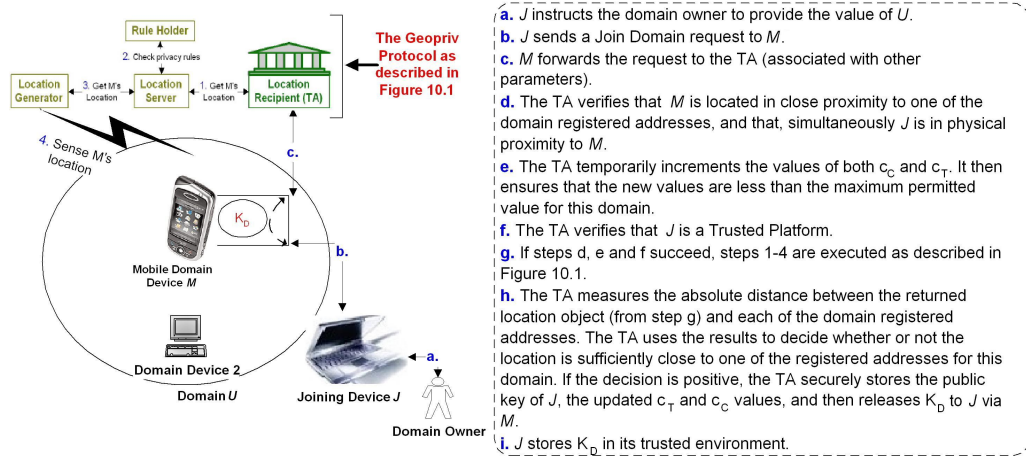 Rule Holder
2. Check privacy rules
The Geopriv
Protocol as
described in
Figure 10.1
Location
Generator
3. Get M's
Location
Location
Server
1. Get M's
Location
Location
Recipient (TA)
4. Sense M's
location
c.
K_D
b.
Mobile Domain
Device M
Domain Device 2
Domain U
Joining Device J
a.
Domain Owner
a. J instructs the domain owner to provide the value of U.
b. J sends a Join Domain request to M.
c. M forwards the request to the TA (associated with other
parameters).
d. The TA verifies that M is located in close proximity to one of the
domain registered addresses, and that, simultaneously J is in physical
proximity to M.
e. The TA temporarily increments the values of both c_C and c_T. It then
ensures that the new values are less than the maximum permitted
value for this domain.
f. The TA verifies that J is a Trusted Platform.
g. If steps d, e and f succeed, steps 1-4 are executed as described in
Figure 10.1.
h. The TA measures the absolute distance between the returned
location object (from step g) and each of the domain registered
addresses. The TA uses the results to decide whether or not the
location is sufficiently close to one of the registered addresses for this
domain. If the decision is positive, the TA securely stores the public
key of J, the updated c_T and c_C values, and then releases K_D to J via
M.
i. J stores K_D in its trusted environment.